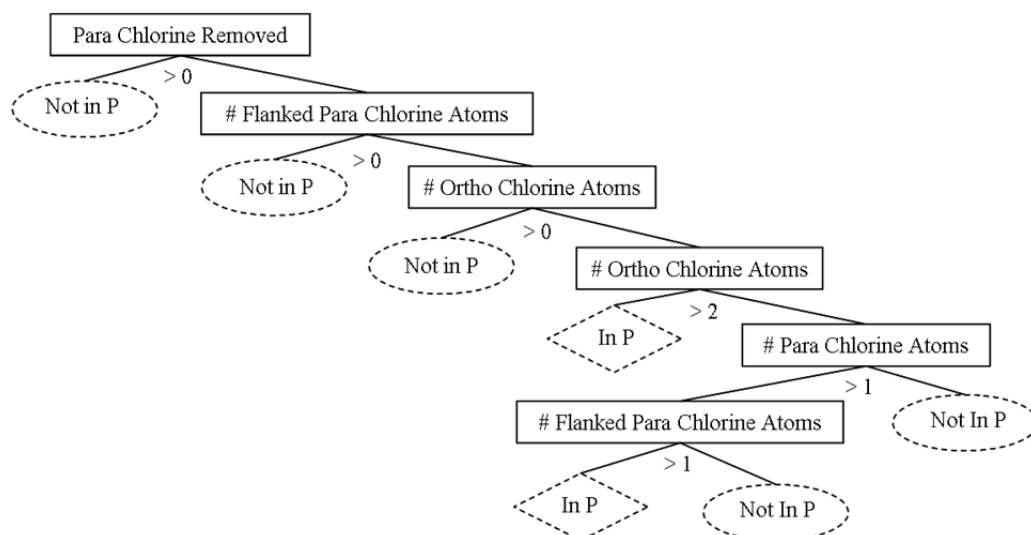 Para Chlorine Removed
> 0
Not in P
# Flanked Para Chlorine Atoms
> 0
Not in P
# Ortho Chlorine Atoms
> 0
Not in P
# Ortho Chlorine Atoms
> 2
In P
# Para Chlorine Atoms
> 1
# Flanked Para Chlorine Atoms
Not In P
> 1
In P
Not In P